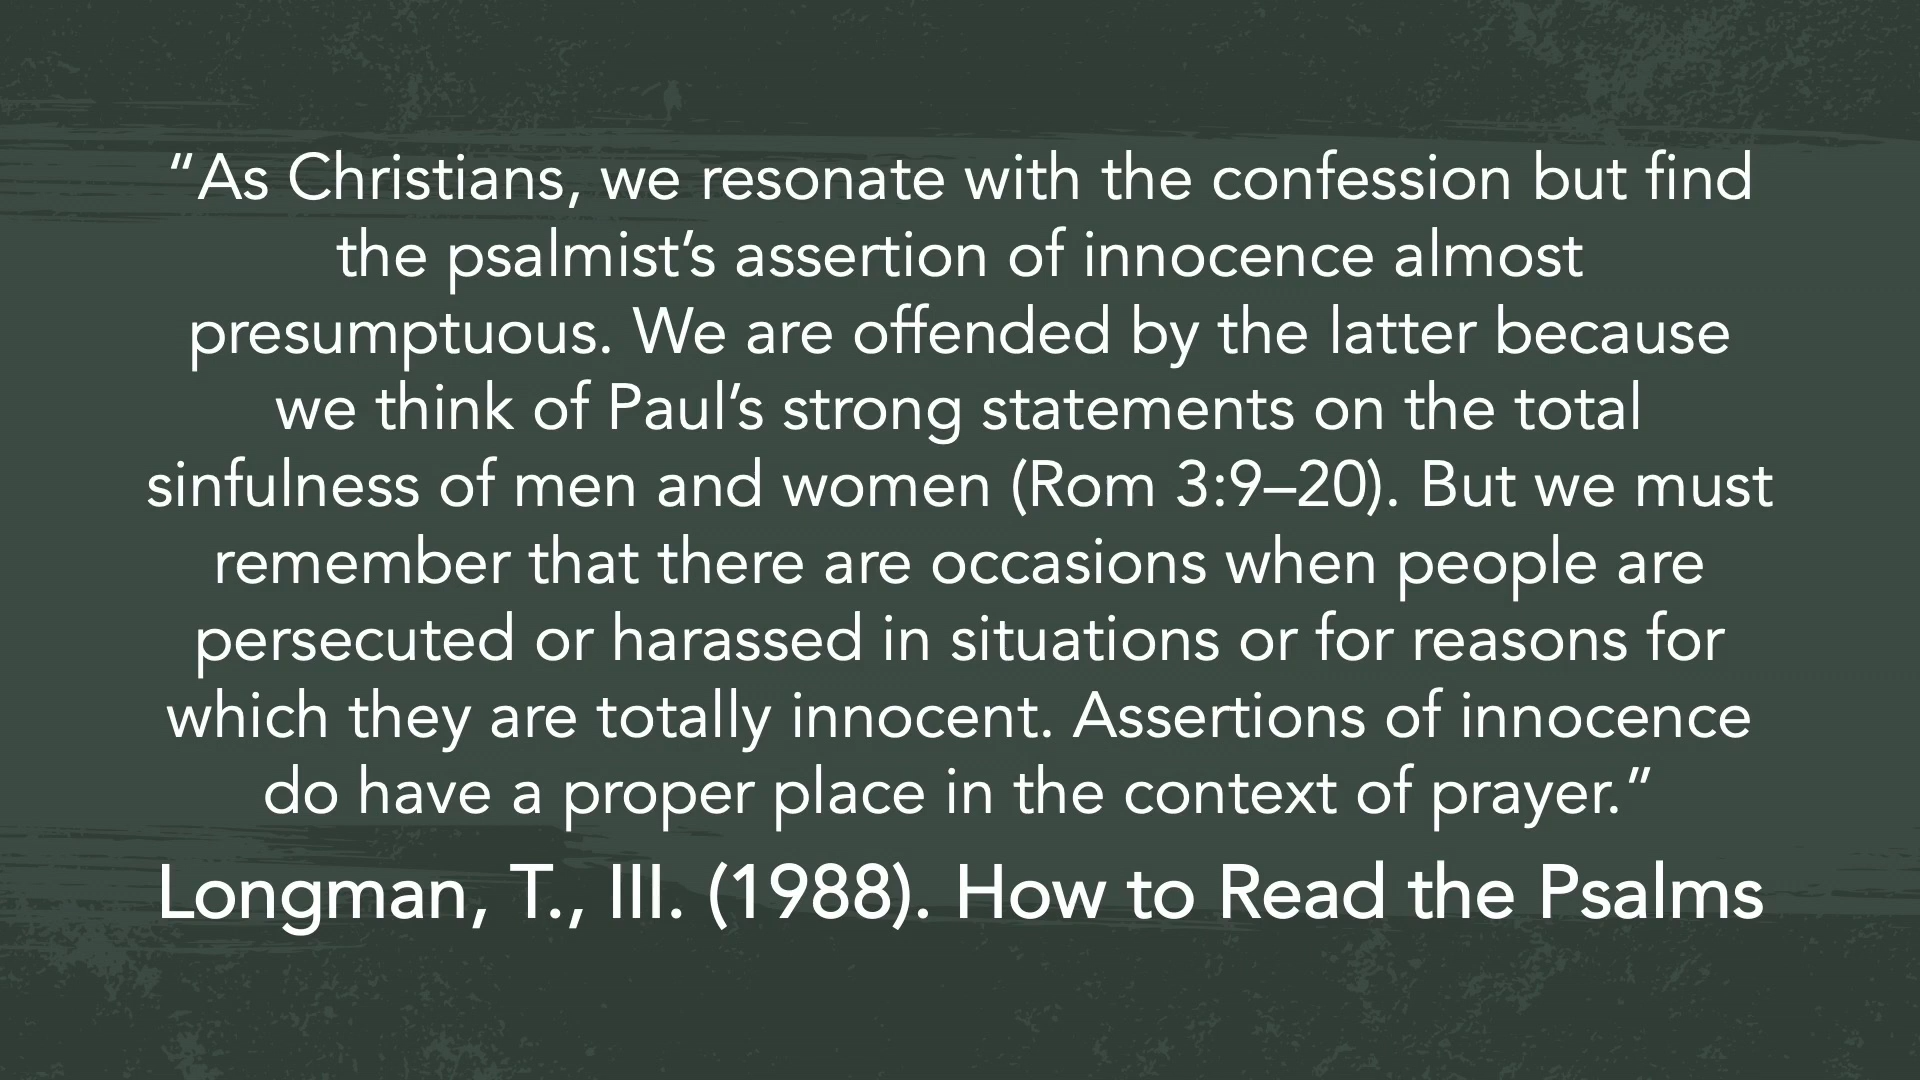 “As Christians, we resonate with the confession but find
the psalmist’s assertion of innocence almost
presumptuous. We are offended by the latter because
we think of Paul’s strong statements on the total
sinfulness of men and women (Rom 3:9–20). But we must
remember that there are occasions when people are
persecuted or harassed in situations or for reasons for
which they are totally innocent. Assertions of innocence
do have a proper place in the context of prayer.”
Longman, T., III. (1988). How to Read the Psalms